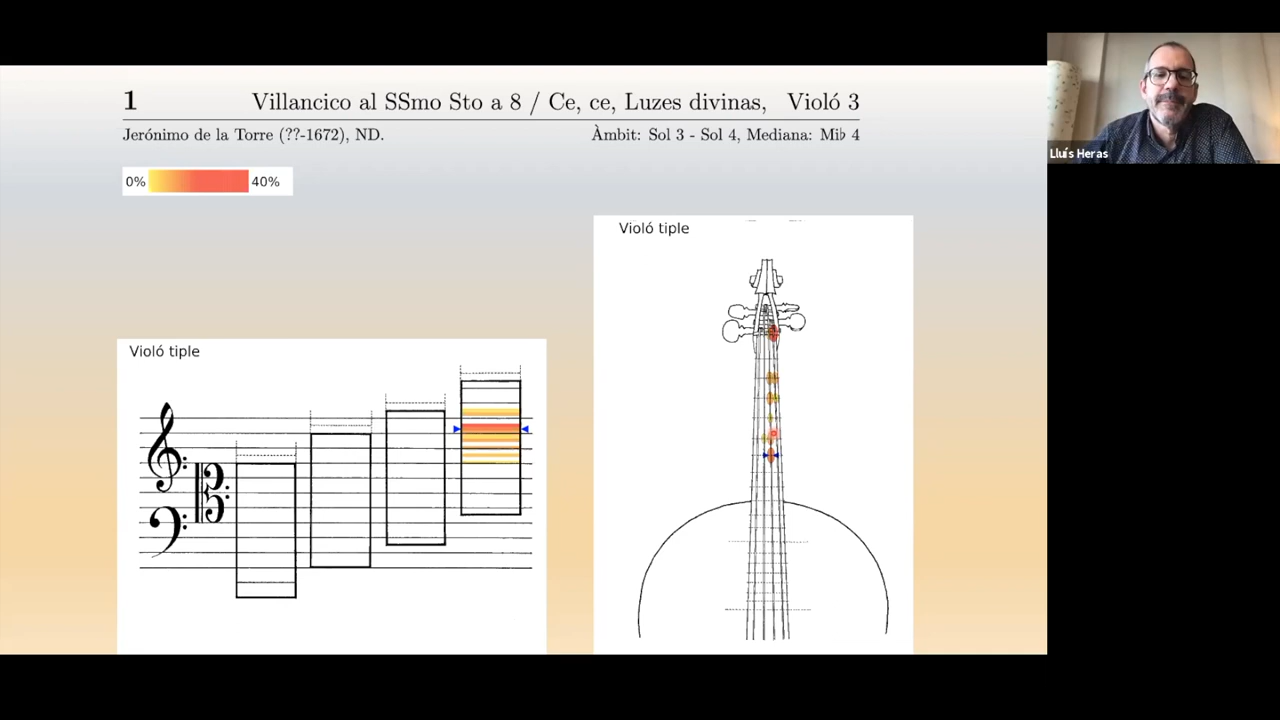 1 Villancico al SSmo Sto a 8 / Ce, ce, Luzes divinas, Violó 3
Jerónimo de la Torre (??-1672), ND. Àmbit: Sol 3 - Sol 4, Mediana: Mi♭ 4
0% 40%
Violó tiple
Violó tiple
Lluís Heras